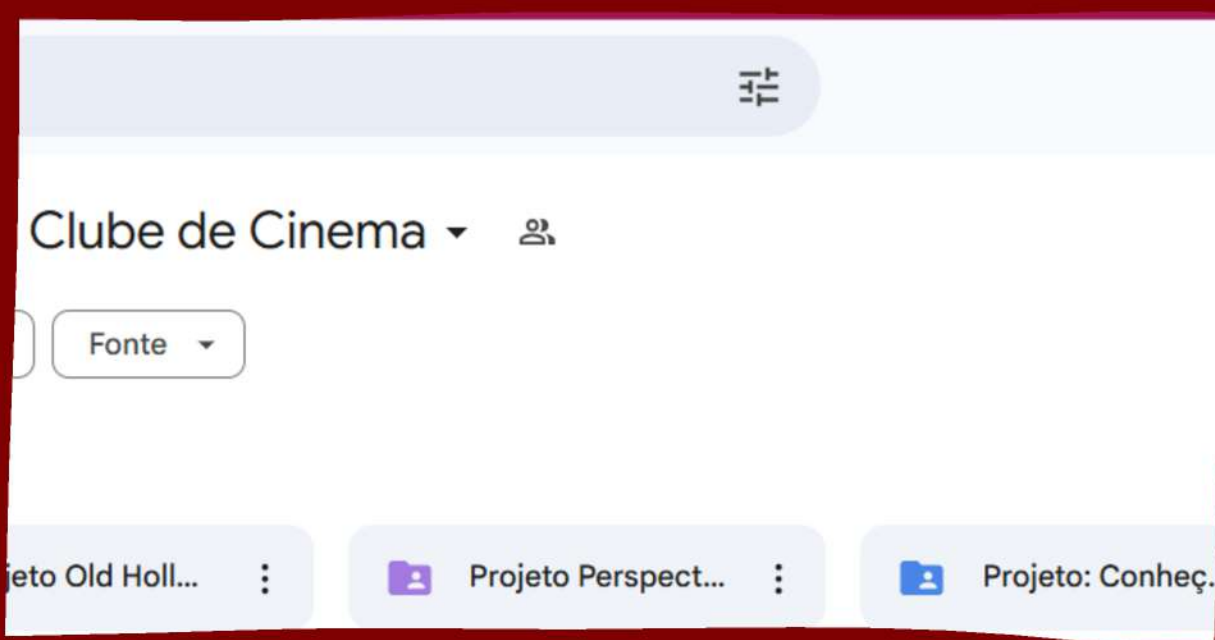 Clube de Cinema
Fonte
jeto Old Holl...
Projeto Perspect...
Projeto: Conheç.